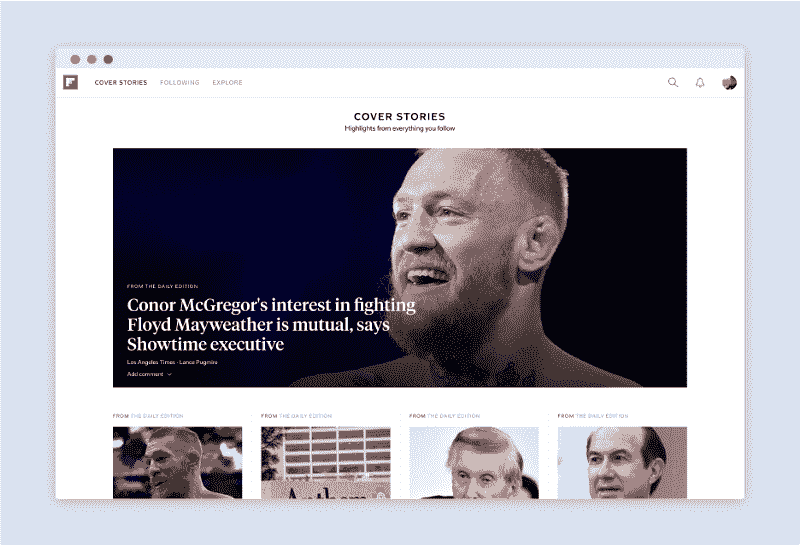 COVER STORIES FOLLOWING EXPLORE
COVER STORIES
Highlights from everything you follow
FROM THE DAILY EDITION
Conor McGregor's interest in fighting
Floyd Mayweather is mutual, says
Showtime executive
Los Angeles Times - Lance Pugmire
Add comment
FROM THE DAILY EDITION FROM THE DAILY EDITION FROM THE DAILY EDITION FROM THE DAILY EDITION
Anthem